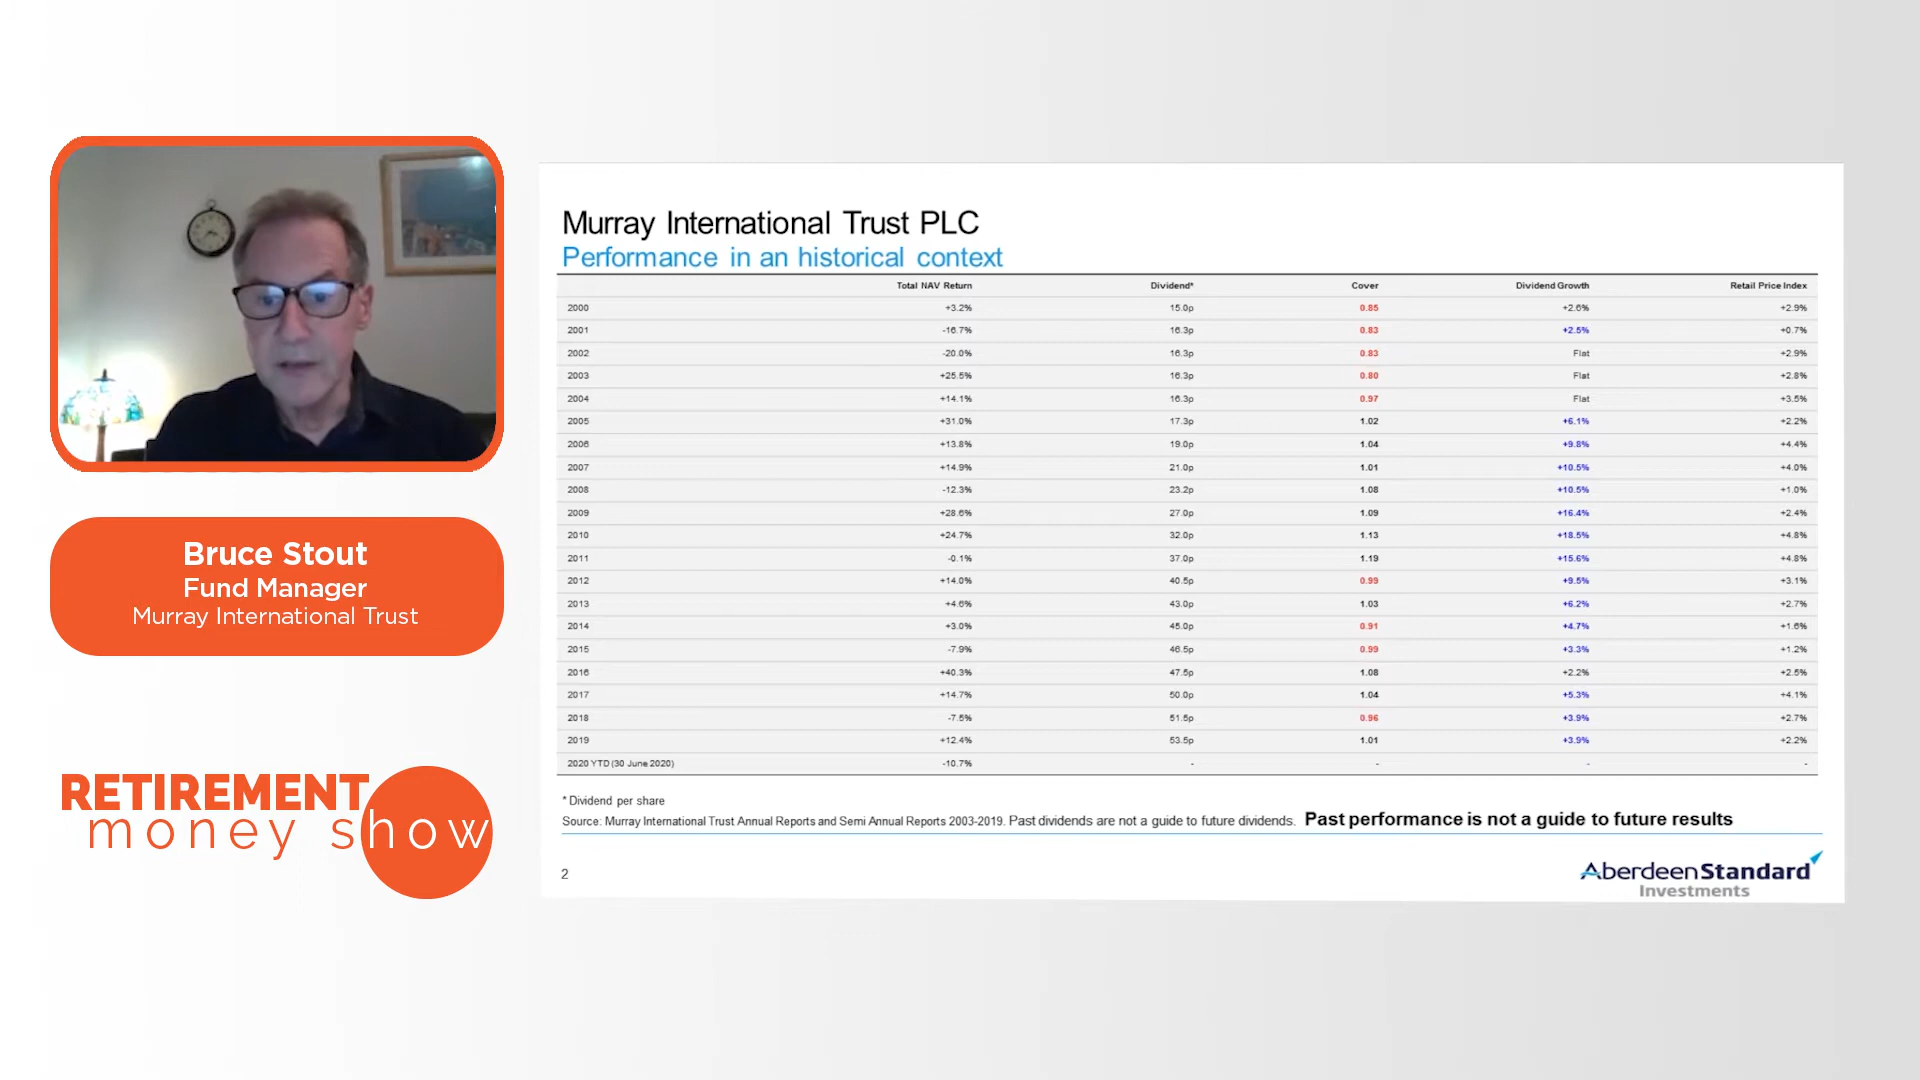 Bruce Stout
Fund Manager
Murray International Trust
RETIREMENT
money show
Murray International Trust PLC
Performance in an historical context
Total NAV Return Dividend* Cover Dividend Growth Retail Price Index
2000 +3.2% 15.0p 0.85 +2.6% +2.9%
2001 -16.7% 16.3p 0.83 +2.5% +0.7%
2002 -20.0% 16.3p 0.83 Flat +2.9%
2003 +25.5% 16.3p 0.80 Flat +2.8%
2004 +14.1% 16.3p 0.97 Flat +3.5%
2005 +31.0% 17.3p 1.02 +6.1% +2.2%
2006 +13.8% 19.0p 1.04 +9.8% +4.4%
2007 +14.9% 21.0p 1.01 +10.5% +4.0%
2008 -12.3% 23.2p 1.08 +10.5% +1.0%
2009 +28.6% 27.0p 1.09 +16.4% +2.4%
2010 +24.7% 32.0p 1.13 +18.5% +4.8%
2011 -0.1% 37.0p 1.19 +15.6% +4.8%
2012 +14.0% 40.5p 0.99 +9.5% +3.1%
2013 +4.6% 43.0p 1.03 +6.2% +2.7%
2014 +3.0% 45.0p 0.91 +4.7% +1.6%
2015 -7.9% 46.5p 0.99 +3.3% +1.2%
2016 +40.3% 47.5p 1.08 +2.2% +2.5%
2017 +14.7% 50.0p 1.04 +5.3% +4.1%
2018 -7.5% 51.5p 0.96 +3.9% +2.7%
2019 +12.4% 53.5p 1.01 +3.9% +2.2%
2020 YTD (30 June 2020) -10.7% - - - -
* Dividend per share
Source: Murray International Trust Annual Reports and Semi Annual Reports 2003-2019. Past dividends are not a guide to future dividends. Past performance is not a guide to future results
2
Aberdeen Standard
Investments